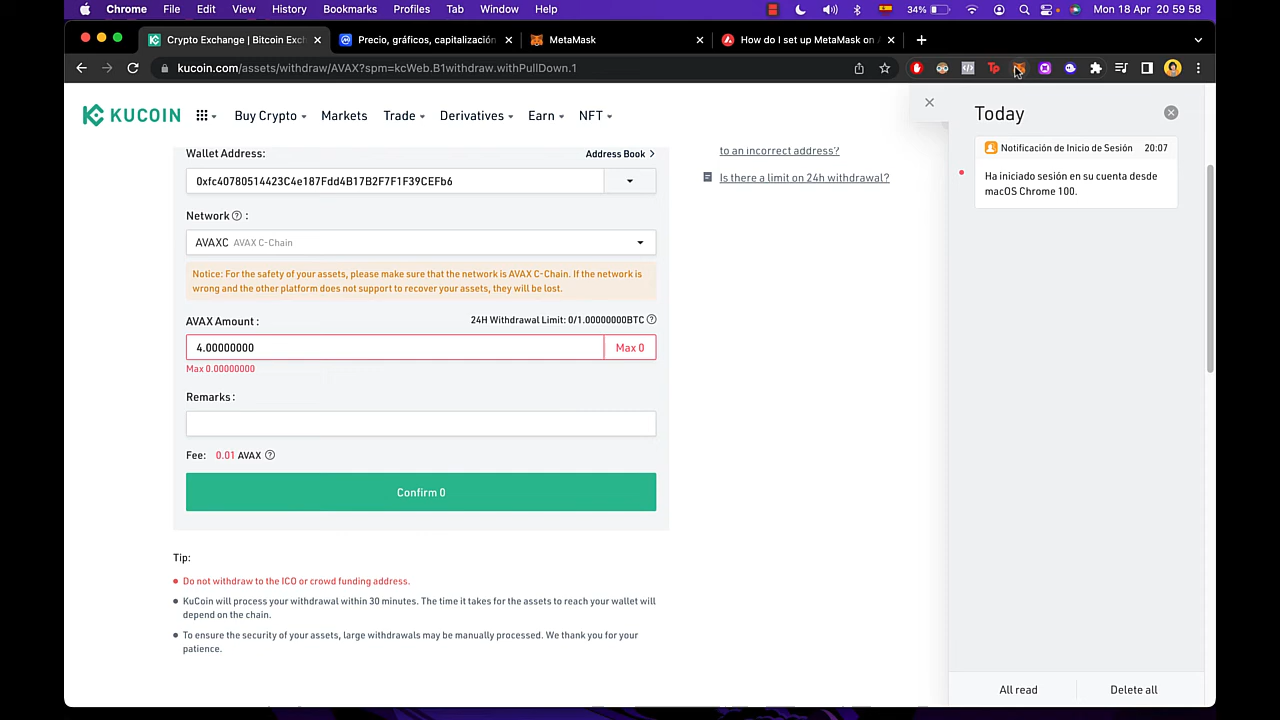 Chrome File Edit View History Bookmarks Profiles Tab Window Help 34% Mon 18 Apr 20 59 58
Crypto Exchange | Bitcoin Exch
Precio, gráficos, capitalización
MetaMask
How do I set up MetaMask on A
kucoin.com/assets/withdraw/AVAX?spm=kcWeb.B1withdraw.withPullDown.1
KUCOIN
Buy Crypto Markets Trade Derivatives Earn NFT
Wallet Address:
Address Book
0xfc40780514423C4e187Fdd4B17B2F7F1F39CEFb6
Network ? :
AVAXC AVAX C-Chain
Notice: For the safety of your assets, please make sure that the network is AVAX C-Chain. If the network is
wrong and the other platform does not support to recover your assets, they will be lost.
AVAX Amount :
24H Withdrawal Limit: 0/1.00000000BTC ?
4.00000000
Max 0
Max 0.00000000
Remarks :
Fee: 0.01 AVAX ?
Confirm 0
Tip:
Do not withdraw to the ICO or crowd funding address.
KuCoin will process your withdrawal within 30 minutes. The time it takes for the assets to reach your wallet will
depend on the chain.
To ensure the security of your assets, large withdrawals may be manually processed. We thank you for your
patience.
to an incorrect address?
Is there a limit on 24h withdrawal?
Today
Notificación de Inicio de Sesión 20:07
Ha iniciado sesión en su cuenta desde
macOS Chrome 100.
All read
Delete all